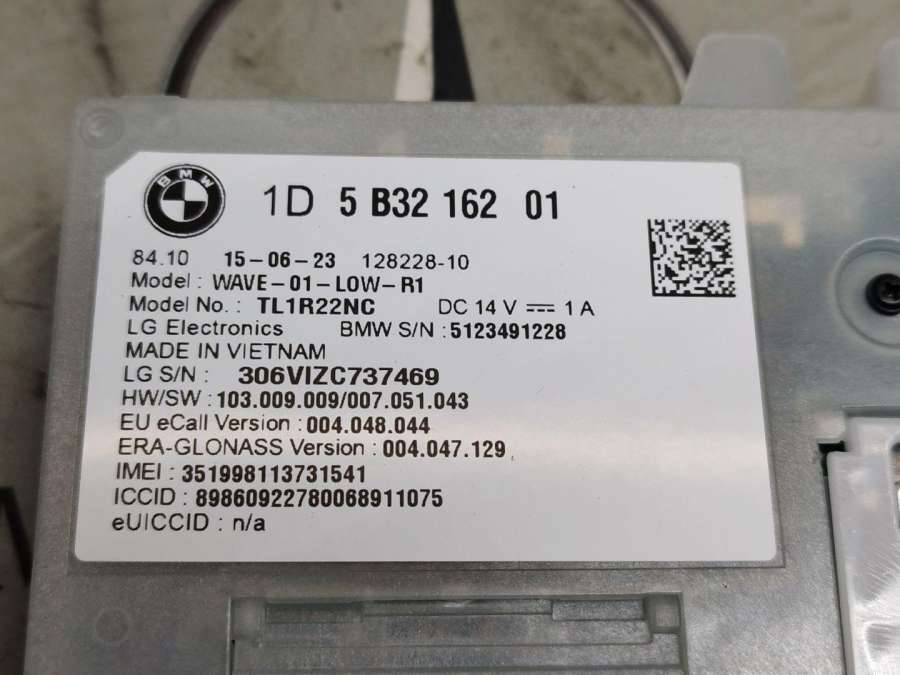 BMW
1D 5 B32 162 01
84.10 15-06-23 128228-10
Model : WAVE-01-LOW-R1
Model No. : TL1R22NC DC 14 V ⎓ 1 A
LG Electronics BMW S/N : 5123491228
MADE IN VIETNAM
LG S/N : 306VIZC737469
HW/SW : 103.009.009/007.051.043
EU eCall Version : 004.048.044
ERA-GLONASS Version : 004.047.129
IMEI : 351998113731541
ICCID : 89860922780068911075
eUICCID : n/a